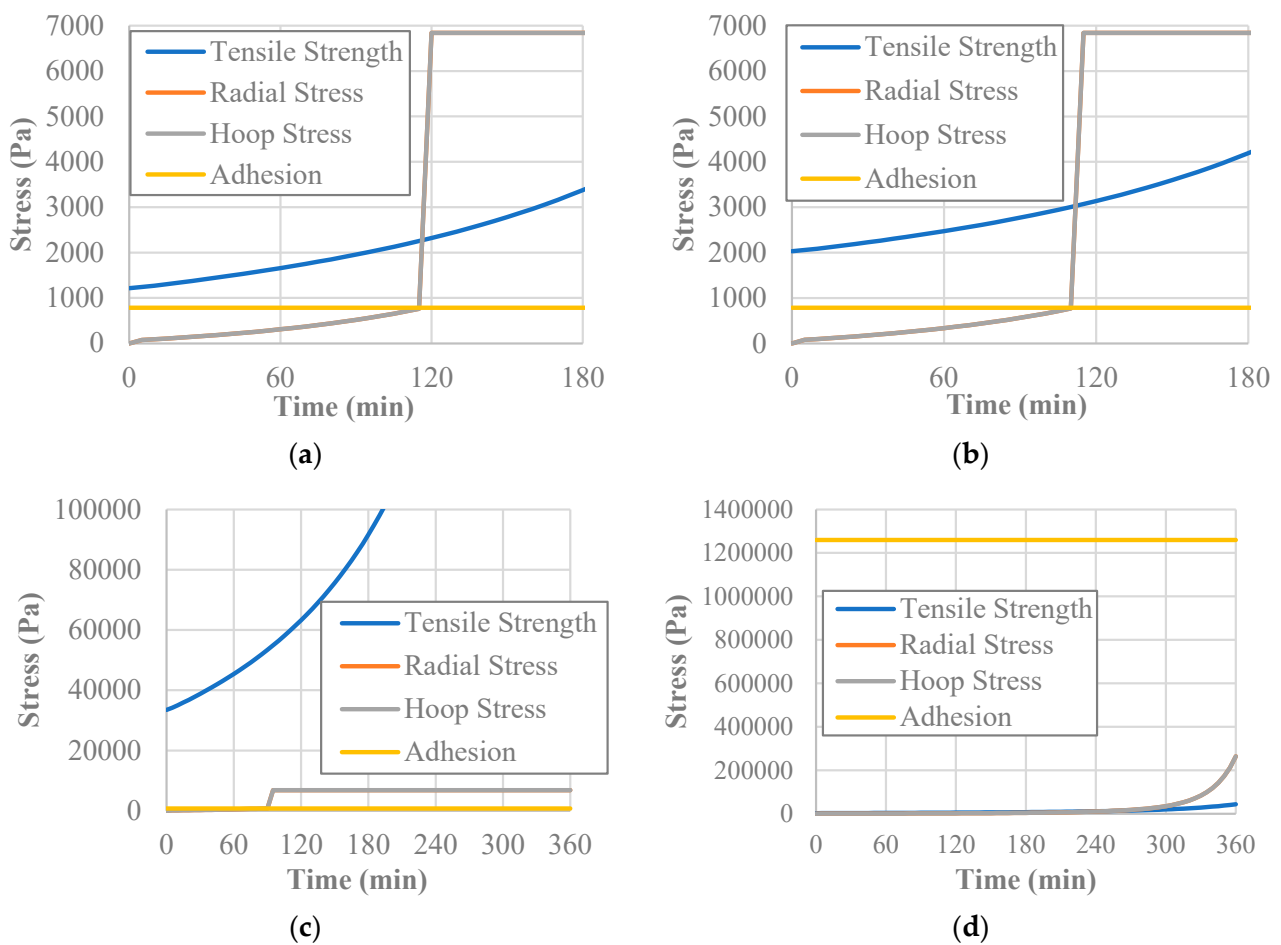 7000
6000
5000
4000
3000
2000
1000
0
Stress (Pa)
Tensile Strength
Radial Stress
Hoop Stress
Adhesion
0 60 120 180
Time (min)
(a)
7000
6000
5000
4000
3000
2000
1000
0
Stress (Pa)
Tensile Strength
Radial Stress
Hoop Stress
Adhesion
0 60 120 180
Time (min)
(b)
100000
80000
60000
40000
20000
0
Stress (Pa)
Tensile Strength
Radial Stress
Hoop Stress
Adhesion
0 60 120 180 240 300 360
Time (min)
(c)
1400000
1200000
1000000
800000
600000
400000
200000
0
Stress (Pa)
Tensile Strength
Radial Stress
Hoop Stress
Adhesion
0 60 120 180 240 300 360
Time (min)
(d)